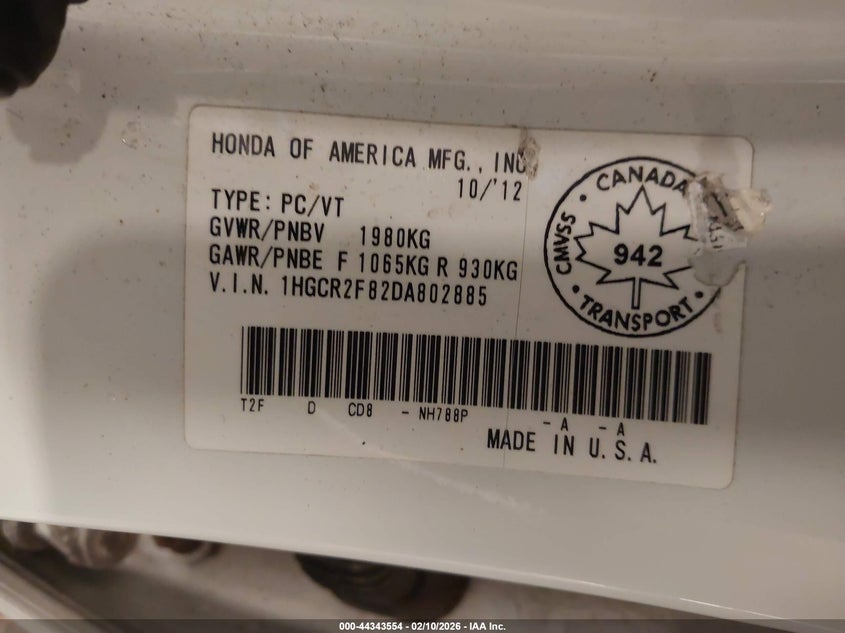 HONDA OF AMERICA MFG., INC
10/'12
TYPE: PC/VT
GVWR/PNBV 1980KG
GAWR/PNBE F 1065KG R 930KG
V.I.N. 1HGCR2F82DA802885
CANADA
CMVSS
942
TRANSPORT
T2F D CD8 - NH788P - A - A
MADE IN U.S.A.
000-44343554 - 02/10/2026 - IAA Inc.